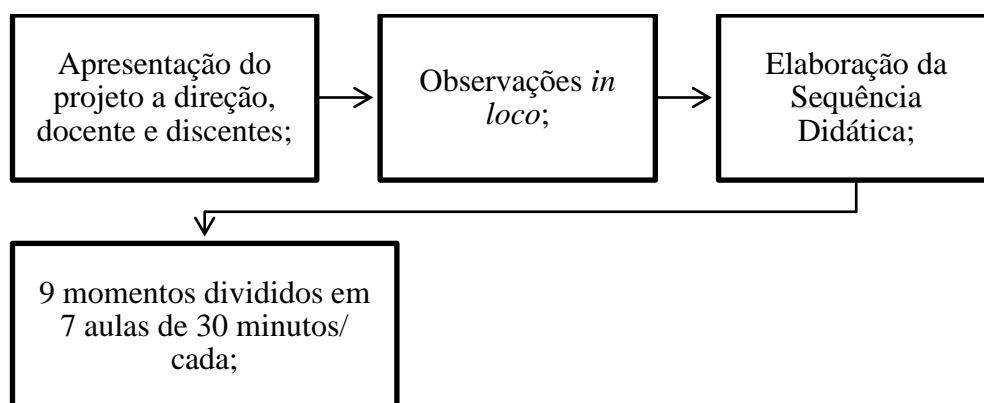 Apresentação do
projeto a direção,
docente e discentes;
Observações in
loco;
Elaboração da
Sequência
Didática;
9 momentos divididos em
7 aulas de 30 minutos/
cada;